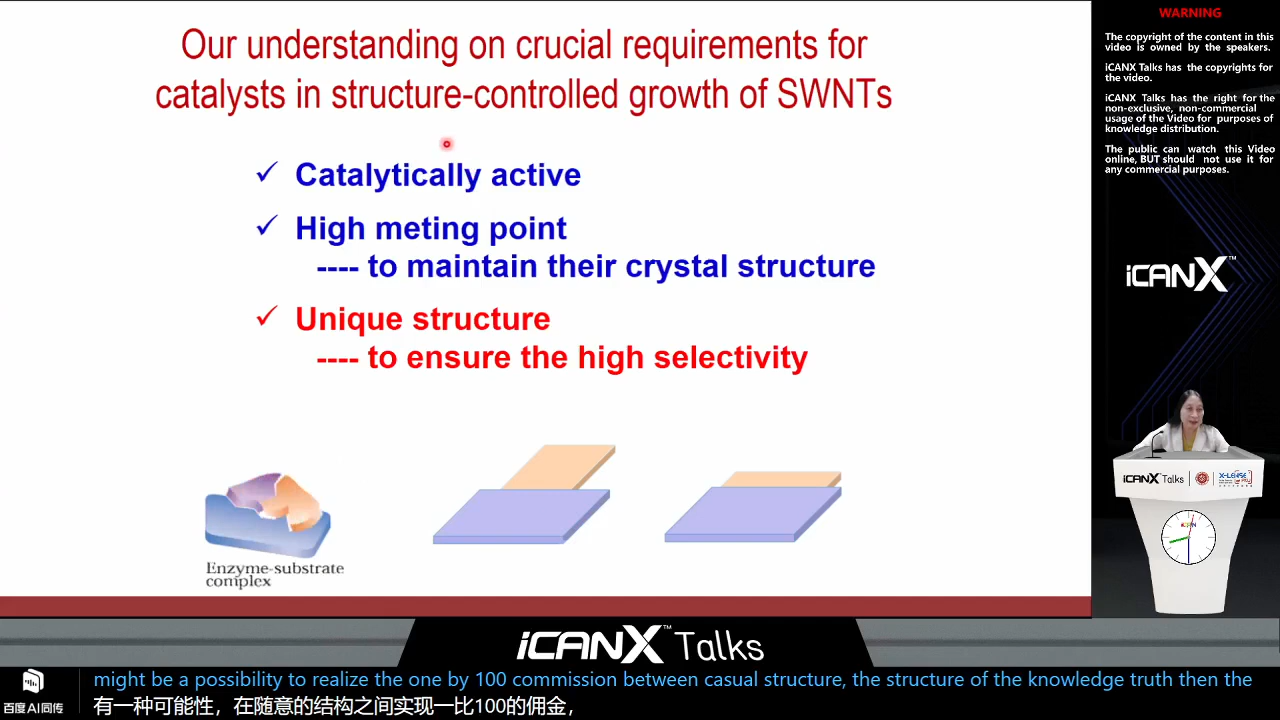 Our understanding on crucial requirements for
catalysts in structure-controlled growth of SWNTs
✓ Catalytically active
✓ High meting point
---- to maintain their crystal structure
✓ Unique structure
---- to ensure the high selectivity
Enzyme-substrate
complex
WARNING
The copyright of the content in this
video is owned by the speakers.
iCANX Talks has the copyrights for
the video.
iCANX Talks has the right for the
non-exclusive, non-commercial
usage of the Video for purposes of
knowledge distribution.
The public can watch this Video
online, BUT should not use it for
any commercial purposes.
iCANX™
iCANX Talks
iCANX™ Talks
might be a possibility to realize the one by 100 commission between casual structure, the structure of the knowledge truth then the
有一种可能性，在随意的结构之间实现一比100的佣金，
百度AI同传